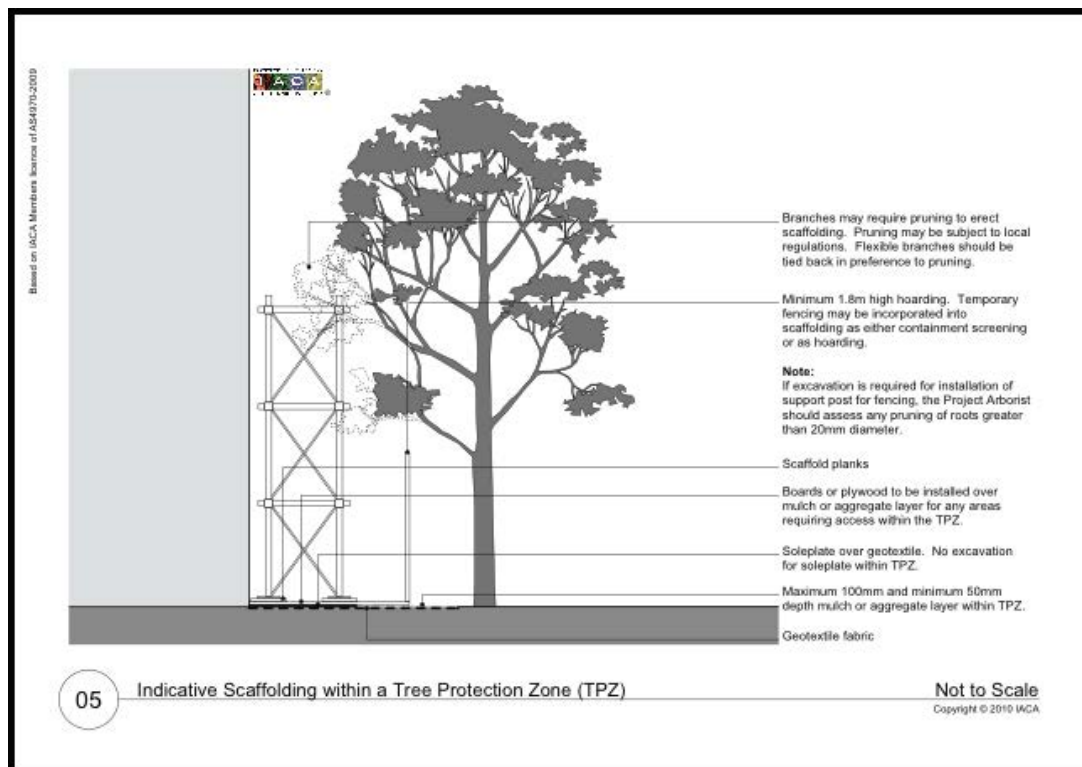 Based on IACA Members licence of AS4970-2009
IACA
Branches may require pruning to erect
scaffolding. Pruning may be subject to local
regulations. Flexible branches should be
tied back in preference to pruning.
Minimum 1.8m high hoarding. Temporary
fencing may be incorporated into
scaffolding as either containment screening
or as hoarding.
Note:
If excavation is required for installation of
support post for fencing, the Project Arborist
should assess any pruning of roots greater
than 20mm diameter.
Scaffold planks
Boards or plywood to be installed over
mulch or aggregate layer for any areas
requiring access within the TPZ.
Soleplate over geotextile. No excavation
for soleplate within TPZ.
Maximum 100mm and minimum 50mm
depth mulch or aggregate layer within TPZ.
Geotextile fabric
05
Indicative Scaffolding within a Tree Protection Zone (TPZ)
Not to Scale
Copyright © 2010 IACA